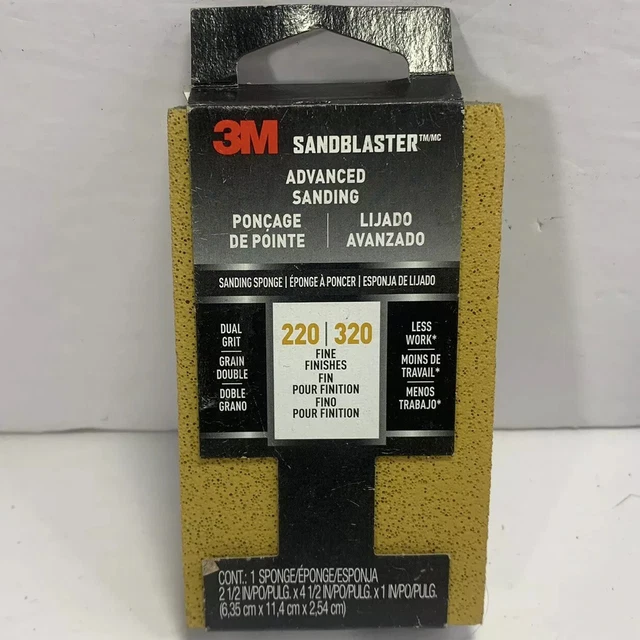 3M SANDBLASTER™/MC
ADVANCED
SANDING
PONÇAGE
DE POINTE
LIJADO
AVANZADO
SANDING SPONGE | ÉPONGE À PONCER | ESPONJA DE LIJADO
DUAL
GRIT
GRAIN
DOUBLE
DOBLE
GRANO
220 | 320
FINE
FINISHES
FIN
POUR FINITION
FINO
POUR FINITION
LESS
WORK*
MOINS DE
TRAVAIL*
MENOS
TRABAJO*
CONT.: 1 SPONGE/ÉPONGE/ESPONJA
2 1/2 IN/PO/PULG. x 4 1/2 IN/PO/PULG. x 1 IN/PO/PULG.
(6,35 cm x 11,4 cm x 2,54 cm)